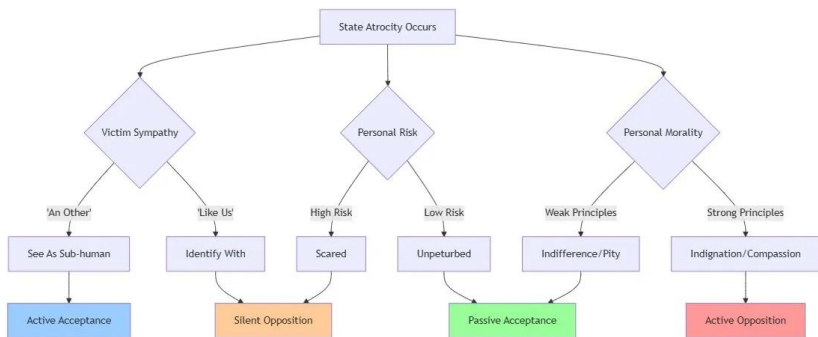 State Atrocity Occurs
Victim Sympathy
Personal Risk
Personal Morality
'An Other'
'Like Us'
High Risk
Low Risk
Weak Principles
Strong Principles
See As Sub-human
Identify With
Scared
Unpeturbed
Indifference/Pity
Indignation/Compassion
Active Acceptance
Silent Opposition
Passive Acceptance
Active Opposition